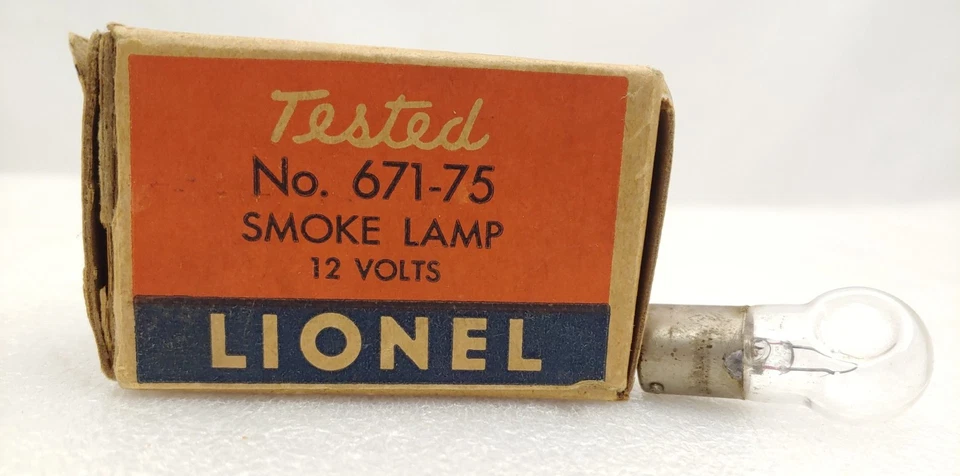 Tested
No. 671-75
SMOKE LAMP
12 VOLTS
LIONEL